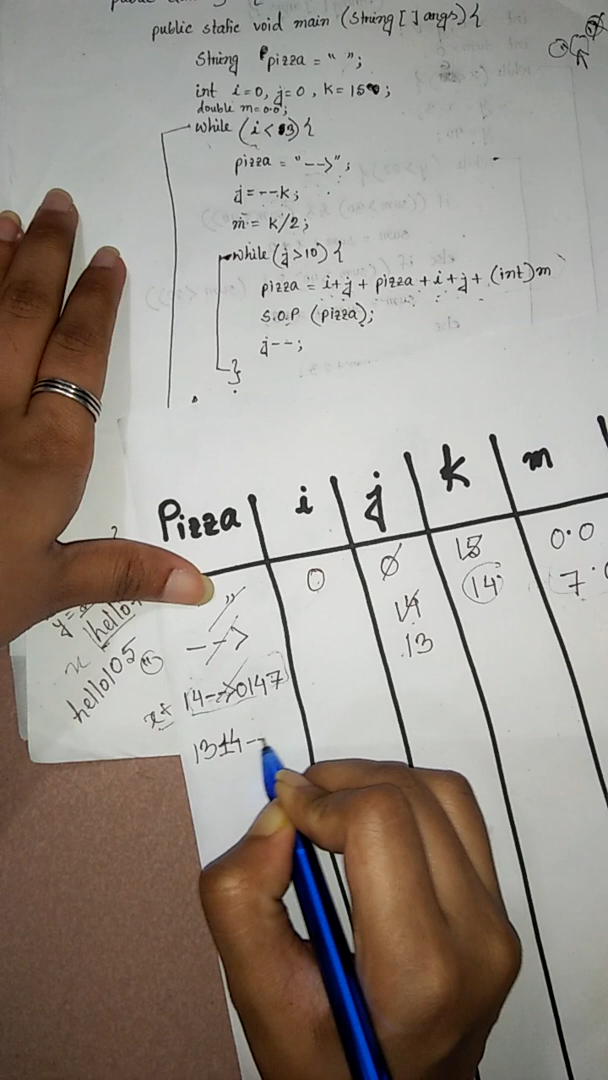 public static void main (String [] args) {
String pizza = " ";
int i=0, j=0, k=15;
double m=0.0;
while (i<3) {
pizza = "-->";
j=--k;
m=k/2;
while (j>10) {
pizza = i+j+pizza+i+j+(int)m
S.O.P (pizza);
j--;
}
Pizza i j k m
0 0 15 0.0
" 14 14 7.
--> 13
14-->0147
1314-
hello
x
hello105